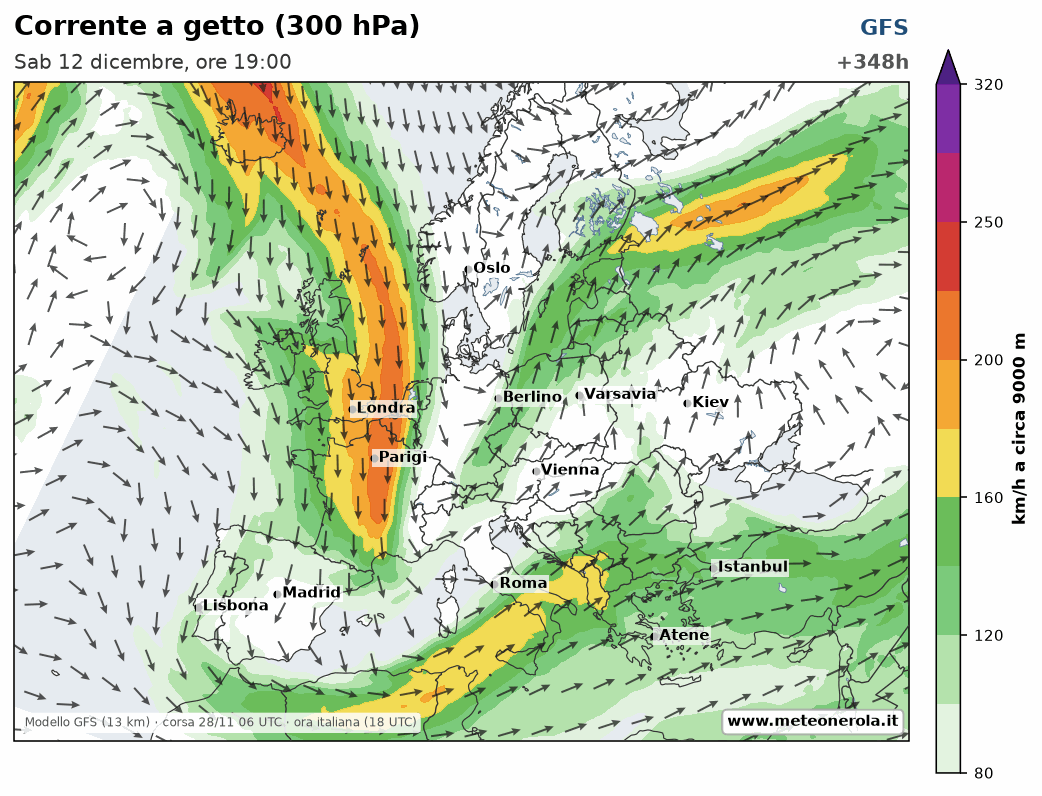 Corrente a getto (300 hPa)
GFS
Sab 12 dicembre, ore 19:00
+348h
320
250
200
160
120
80
km/h a circa 9000 m
Oslo
Berlino
Varsavia
Kiev
Londra
Parigi
Vienna
Istanbul
Roma
Madrid
Lisbona
Atene
Modello GFS (13 km) · corsa 28/11 06 UTC · ora italiana (18 UTC)
www.meteonerola.it